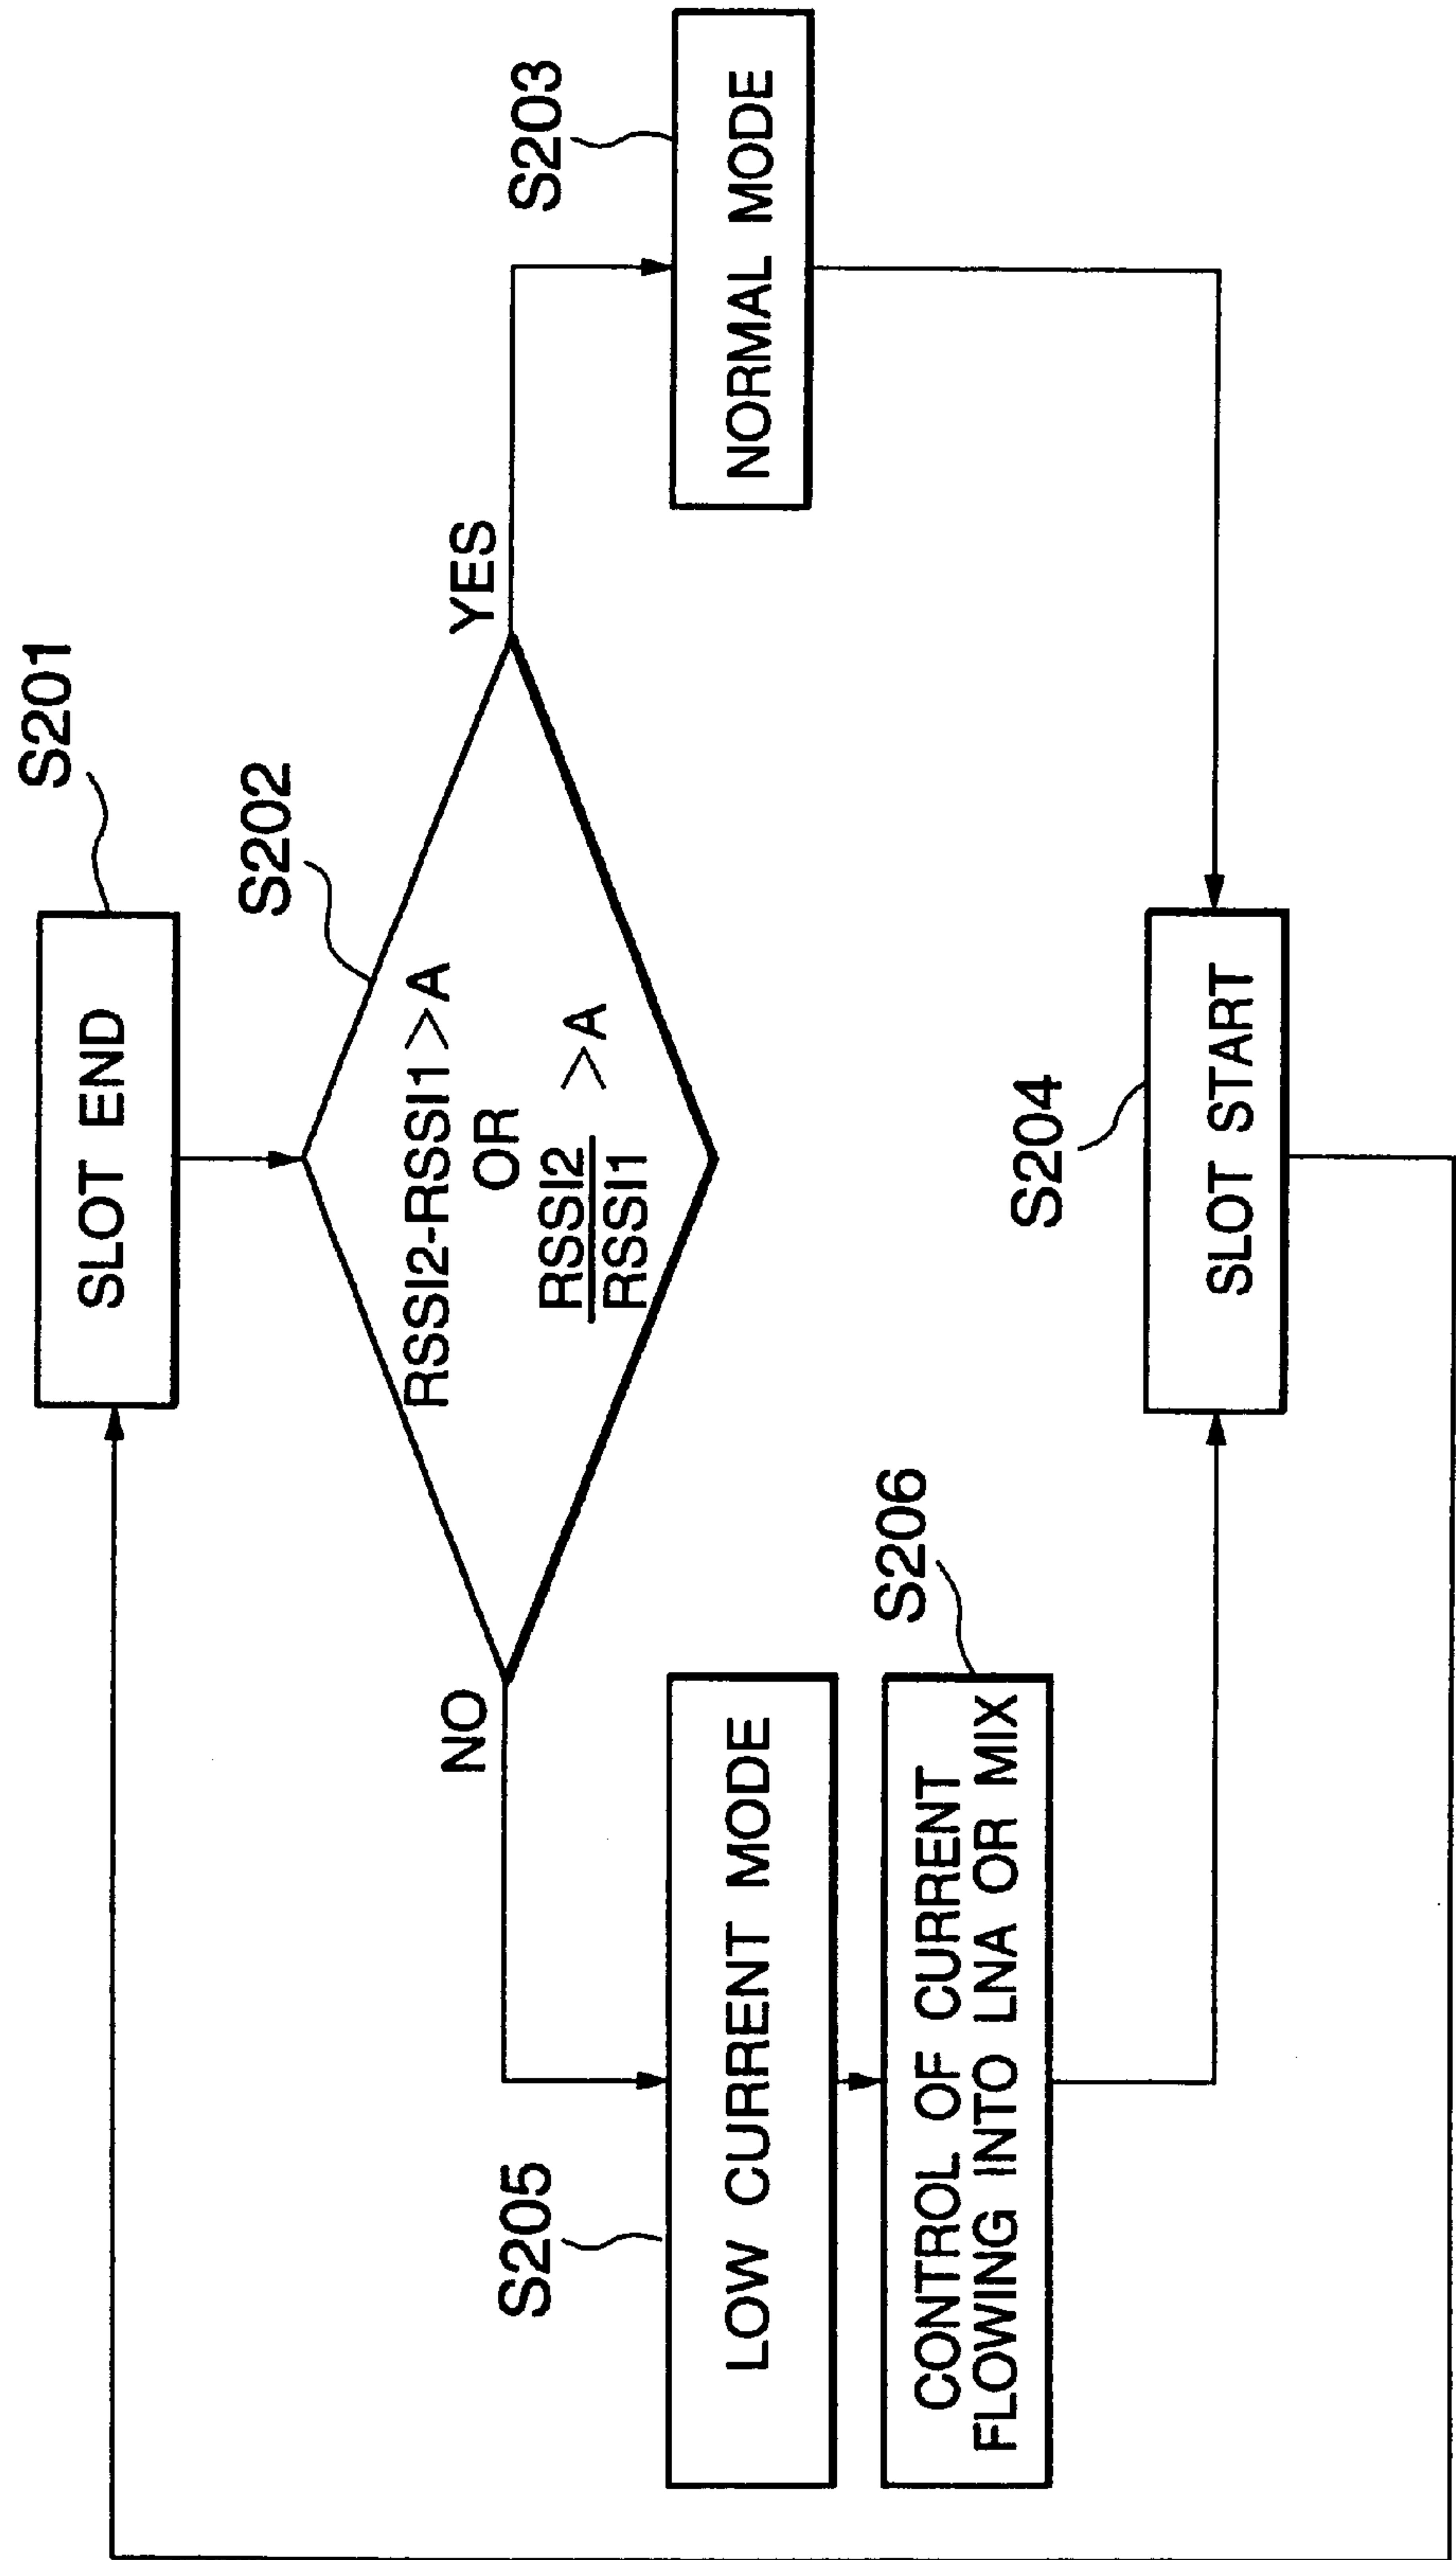 S201
SLOT END
S202
RSSI2-RSSI1>A
OR
RSSI2
RSSI1
>A
NO
YES
S205
LOW CURRENT MODE
S203
NORMAL MODE
S206
CONTROL OF CURRENT
FLOWING INTO LNA OR MIX
S204
SLOT START